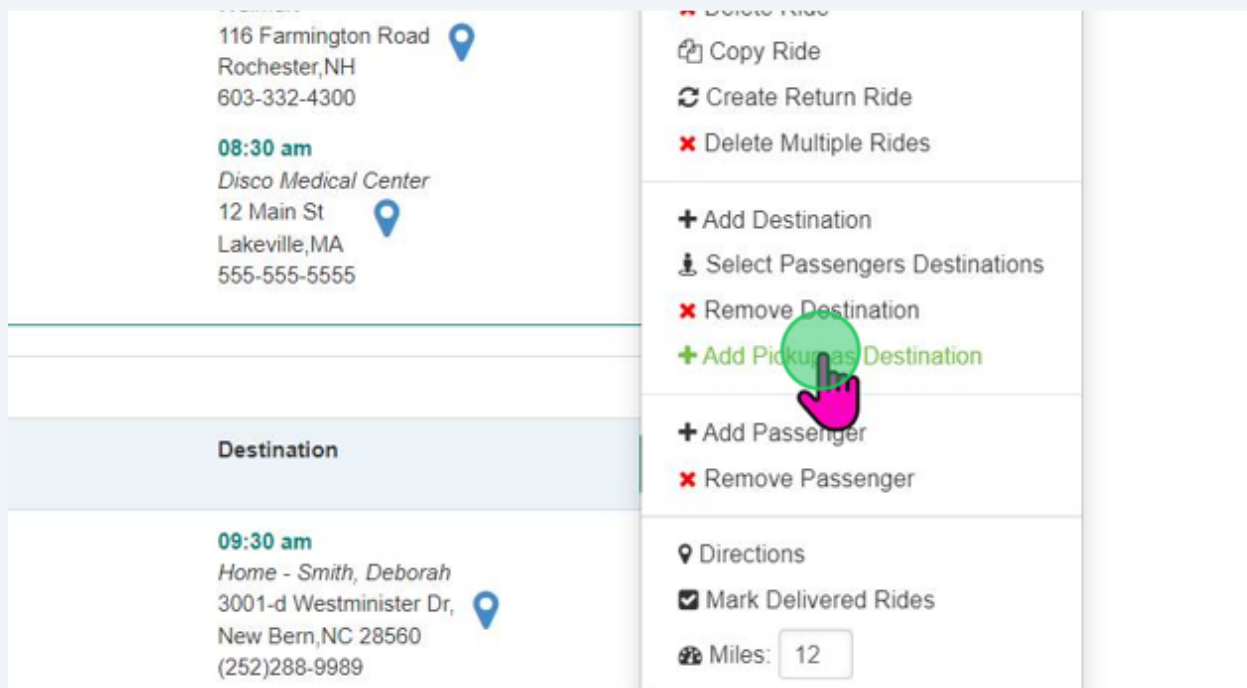 116 Farmington Road
Rochester,NH
603-332-4300
08:30 am
Disco Medical Center
12 Main St
Lakeville,MA
555-555-5555
Destination
09:30 am
Home - Smith, Deborah
3001-d Westminister Dr,
New Bern,NC 28560
(252)288-9989
Delete Ride
Copy Ride
Create Return Ride
Delete Multiple Rides
Add Destination
Select Passengers Destinations
Remove Destination
Add Pickup as Destination
Add Passenger
Remove Passenger
Directions
Mark Delivered Rides
Miles: 12